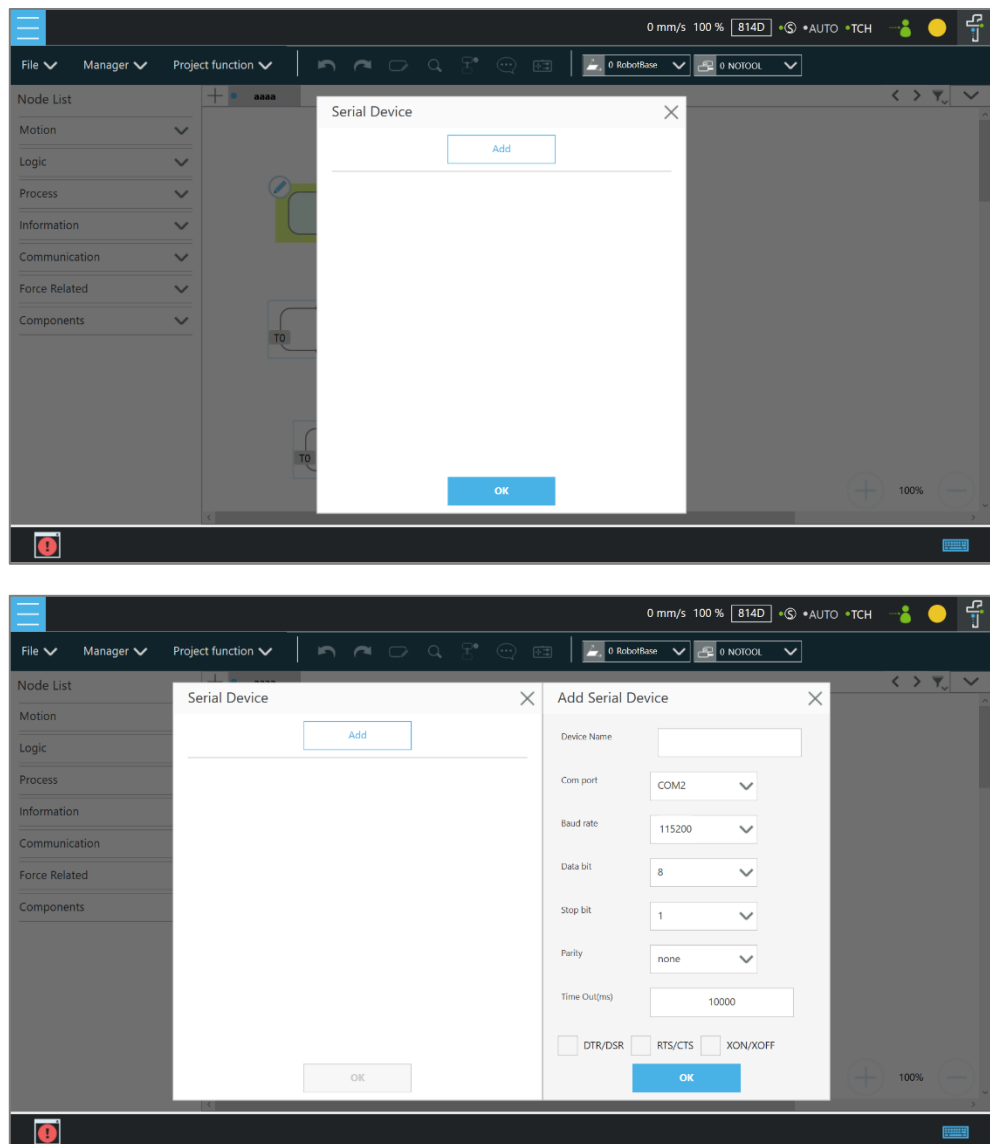 0 mm/s 100 % 814D •Ⓢ •AUTO •TCH
File Manager Project function 0 RobotBase 0 NOTOOL
Node List
aaaa
Motion
Logic
Process
Information
Communication
Force Related
Components
T0
T0
Serial Device
Add
OK
100%
0 mm/s 100 % 814D •Ⓢ •AUTO •TCH
File Manager Project function 0 RobotBase 0 NOTOOL
Node List
aaaa
Motion
Logic
Process
Information
Communication
Force Related
Components
Serial Device
Add
OK
Add Serial Device
Device Name
Com port COM2
Baud rate 115200
Data bit 8
Stop bit 1
Parity none
Time Out(ms) 10000
DTR/DSR RTS/CTS XON/XOFF
OK
100%